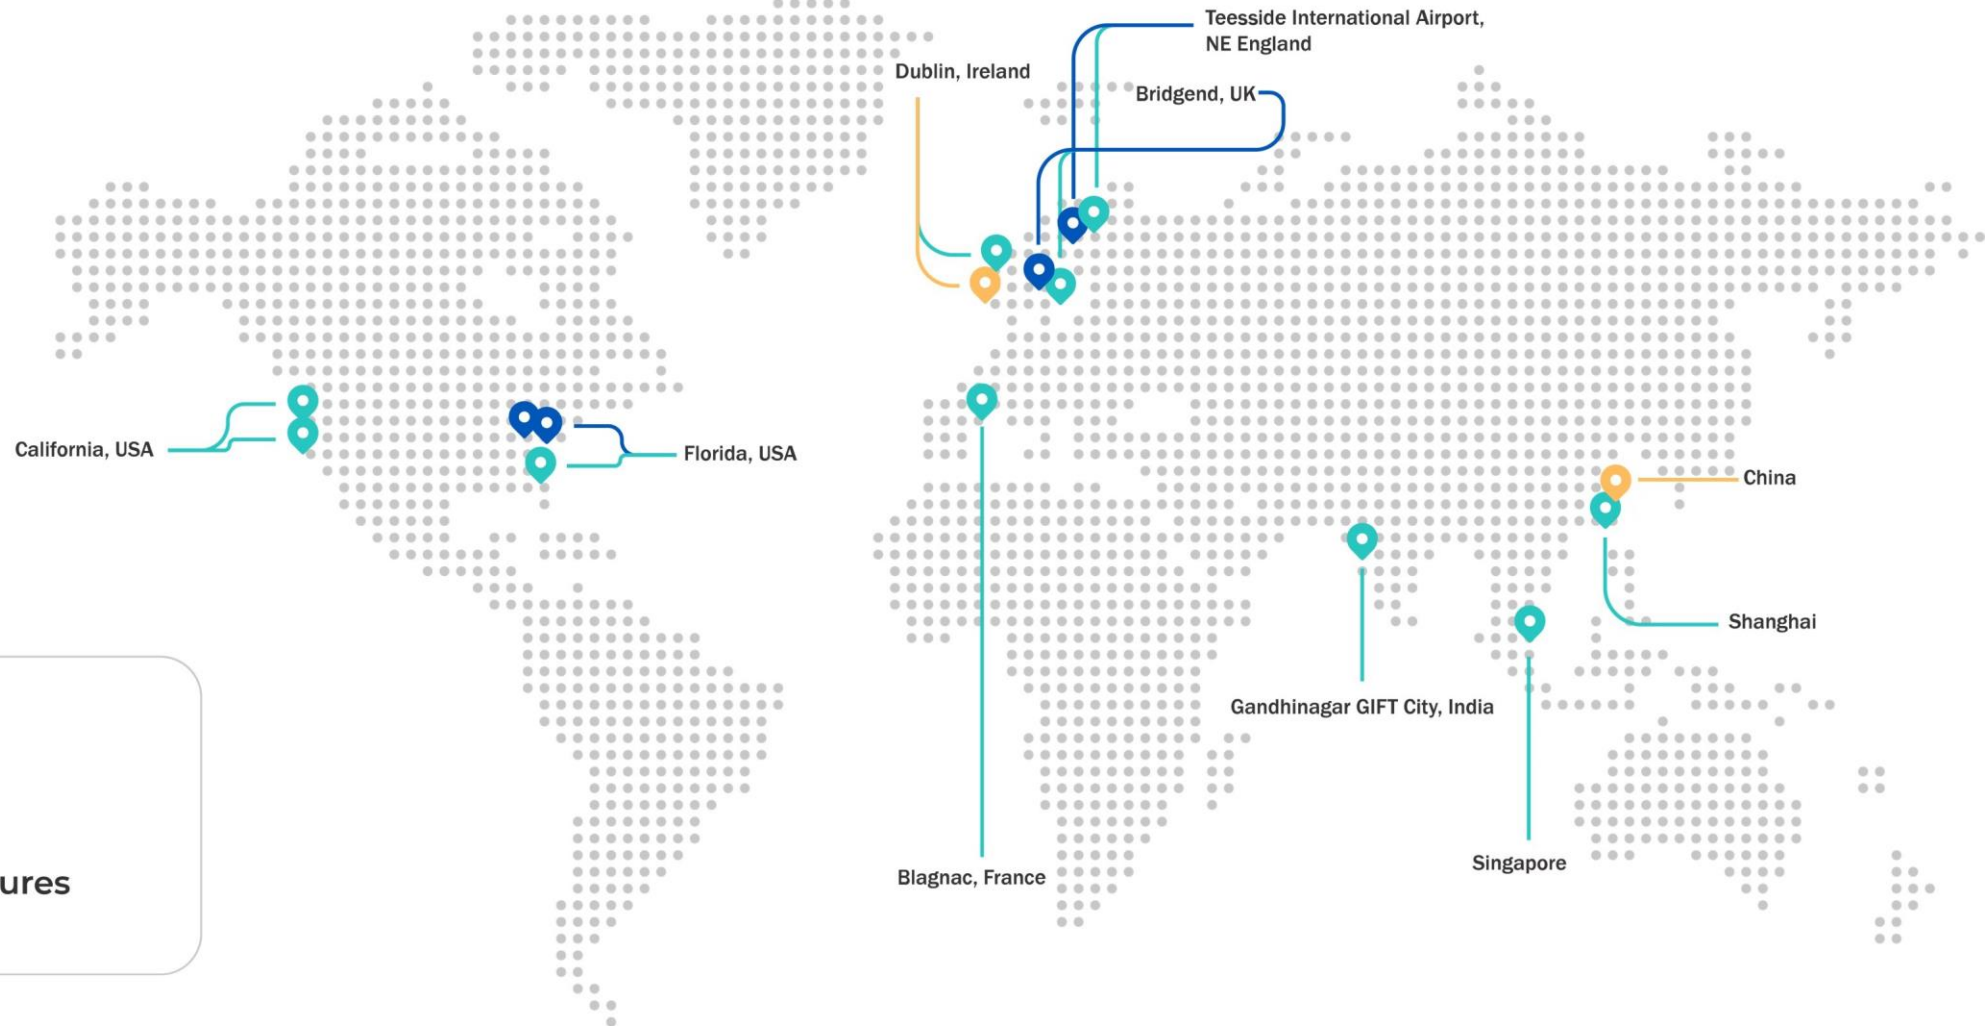 Teesside International Airport,
NE England
Dublin, Ireland
Bridgend, UK
California, USA
Florida, USA
China
Shanghai
Gandhinagar GIFT City, India
Singapore
Blagnac, France
ures